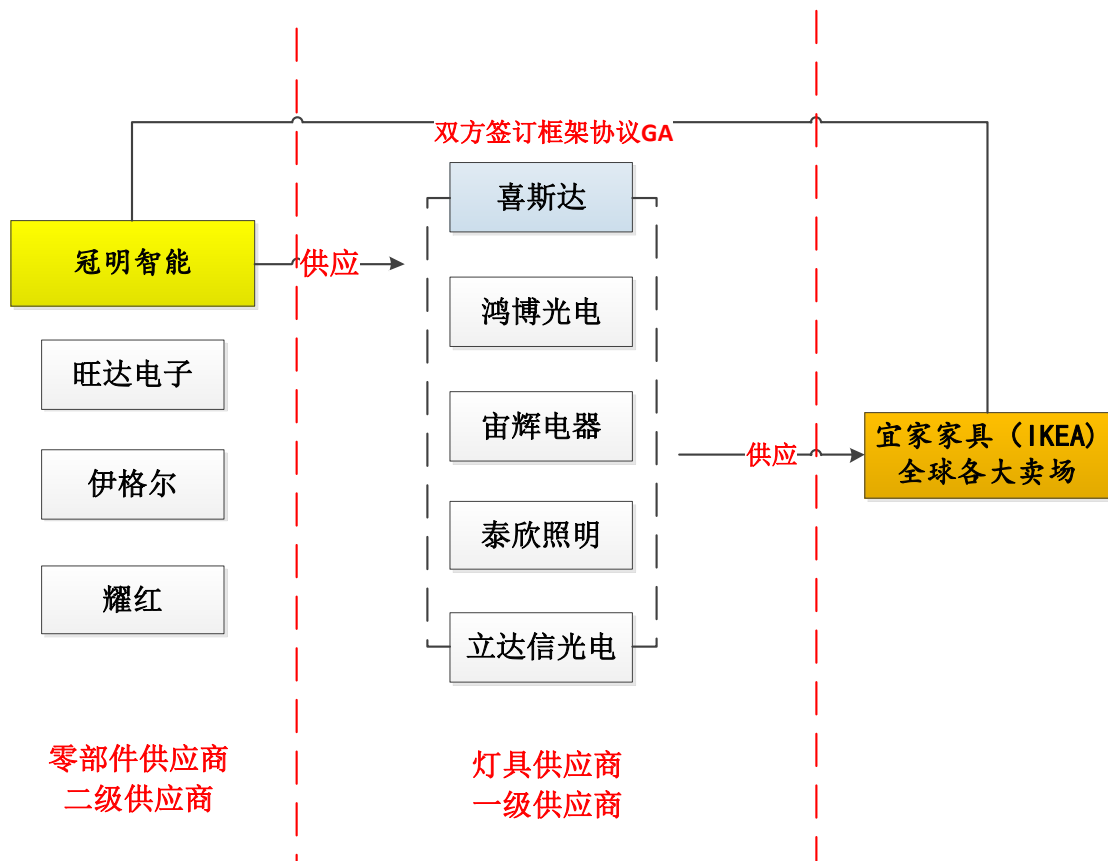 双方签订框架协议GA
冠明智能
旺达电子
伊格尔
耀红
零部件供应商
二级供应商
供应
喜斯达
鸿博光电
宙辉电器
泰欣照明
立达信光电
灯具供应商
一级供应商
供应
宜家家具（IKEA)
全球各大卖场